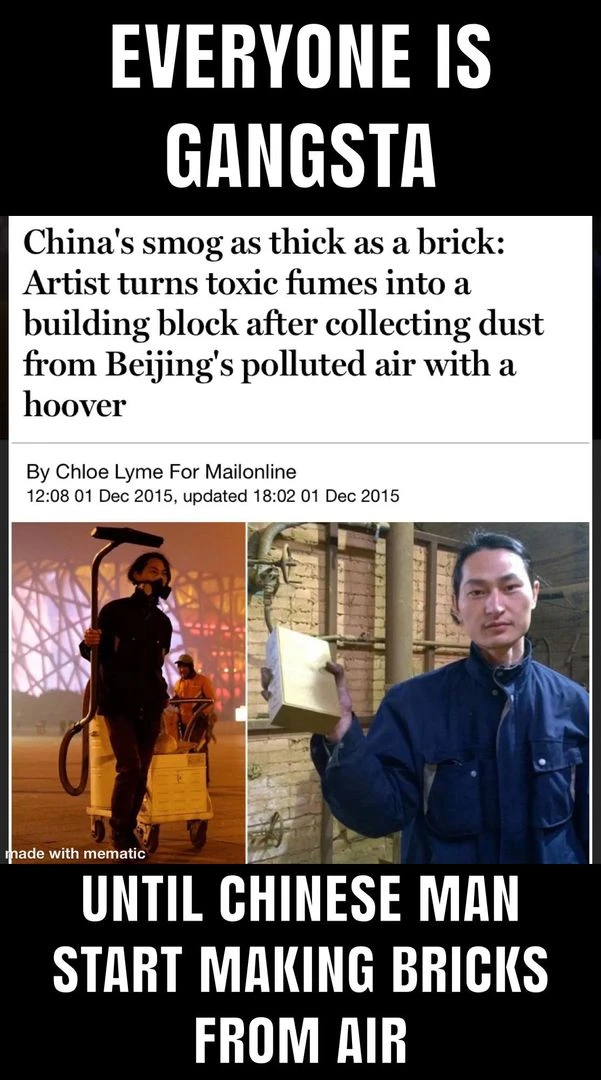 EVERYONE IS
GANGSTA
China's smog as thick as a brick:
Artist turns toxic fumes into a
building block after collecting dust
from Beijing's polluted air with a
hoover
By Chloe Lyme For Mailonline
12:08 01 Dec 2015, updated 18:02 01 Dec 2015
made with mematic
UNTIL CHINESE MAN
START MAKING BRICKS
FROM AIR